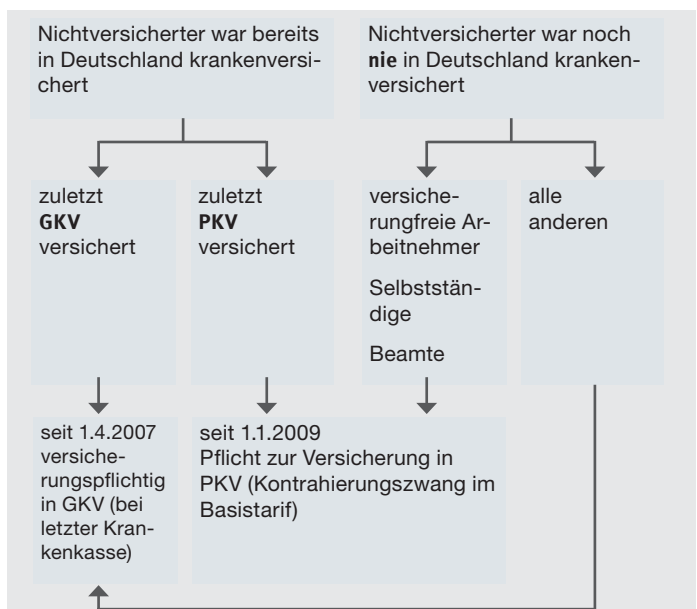 Nichtversicherter war bereits
in Deutschland krankenversi-
chert
Nichtversicherter war noch
nie in Deutschland kranken-
versichert
zuletzt
GKV
versichert
zuletzt
PKV
versichert
versiche-
rungfreie Ar-
beitnehmer
Selbststän-
dige
Beamte
alle
anderen
seit 1.4.2007
versiche-
rungspflichtig
in GKV (bei
letzter Kran-
kenkasse)
seit 1.1.2009
Pflicht zur Versicherung in
PKV (Kontrahierungszwang im
Basistarif)